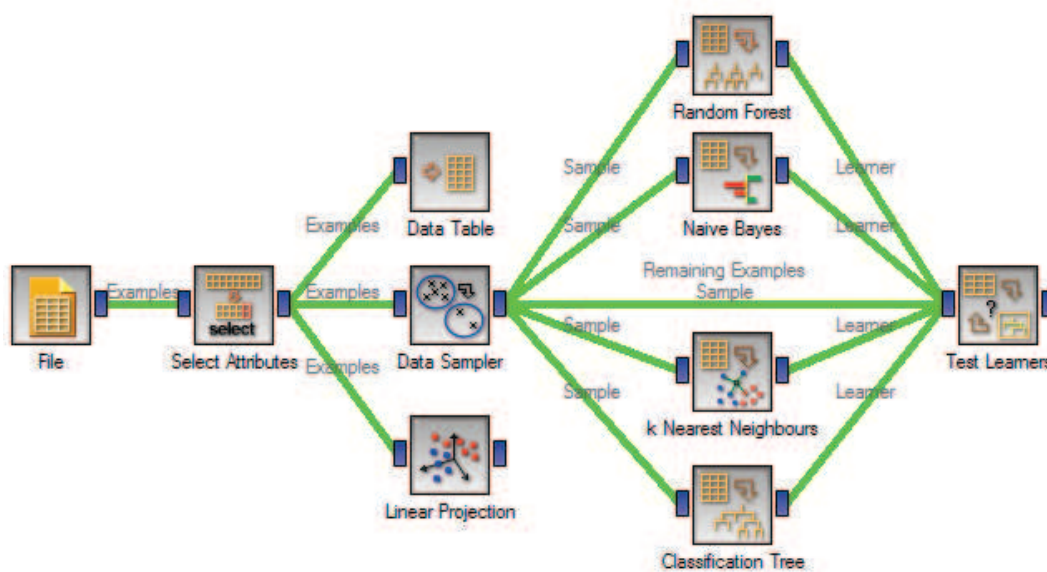 Random Forest
Sample
Learner
Examples
Data Table
Sample
Naive Bayes
Learner
Examples
select
File
Select Attributes
Examples
Data Sampler
Remaining Examples
Sample
?
Test Learners
Examples
Sample
Learner
k Nearest Neighbours
Sample
Learner
Linear Projection
Classification Tree